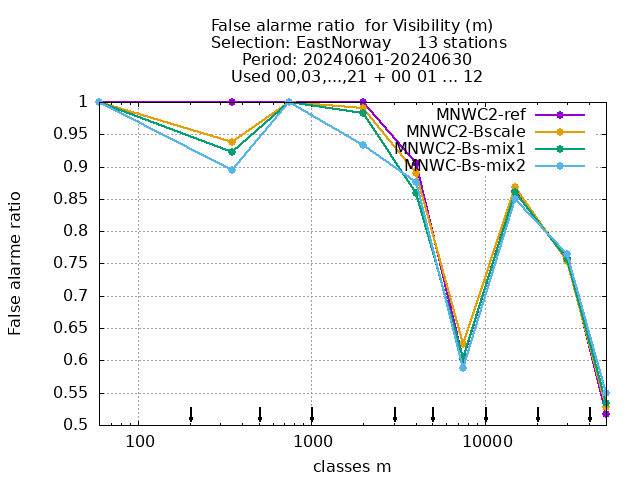 False alarme ratio  for Visibility (m)
Selection: EastNorway     13 stations
Period: 20240601-20240630
Used 00,03,...,21 + 00 01 ... 12
MNWC2-ref
MNWC2-Bscale
MNWC2-Bs-mix1
MNWC-Bs-mix2
False alarme ratio
1
0.95
0.9
0.85
0.8
0.75
0.7
0.65
0.6
0.55
0.5
100
1000
10000
classes m